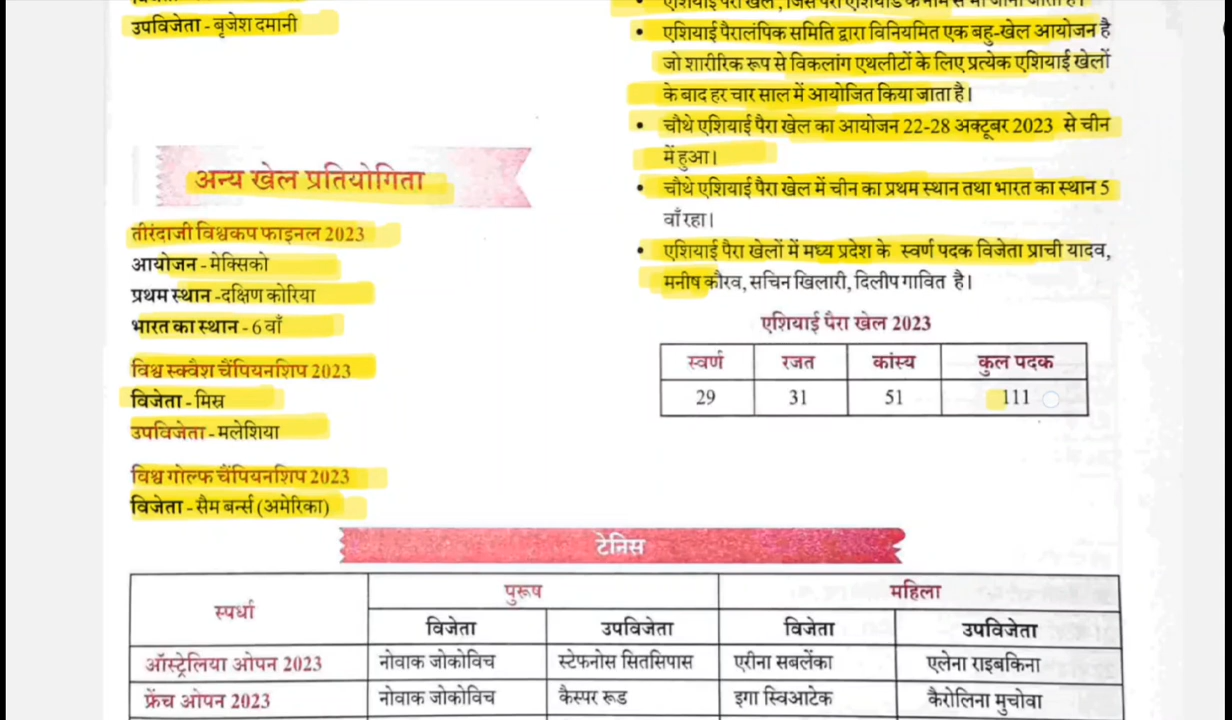 उपविजेता - बृजेश दमानी
अन्य खेल प्रतियोगिता
तीरंदाजी विश्वकप फाइनल 2023
आयोजन - मेक्सिको
प्रथम स्थान -दक्षिण कोरिया
भारत का स्थान - 6 वाँ
विश्व स्क्वैश चैंपियनशिप 2023
विजेता - मिस्र
उपविजेता - मलेशिया
विश्व गोल्फ चैंपियनशिप 2023
विजेता - सैम बर्न्स (अमेरिका)
• एशियाई पैरालंपिक समिति द्वारा विनियमित एक बहु-खेल आयोजन है
जो शारीरिक रूप से विकलांग एथलीटों के लिए प्रत्येक एशियाई खेलों
के बाद हर चार साल में आयोजित किया जाता है।
• चौथे एशियाई पैरा खेल का आयोजन 22-28 अक्टूबर 2023 से चीन
में हुआ।
• चौथे एशियाई पैरा खेल में चीन का प्रथम स्थान तथा भारत का स्थान 5
वाँ रहा।
• एशियाई पैरा खेलों में मध्य प्रदेश के स्वर्ण पदक विजेता प्राची यादव,
मनीष कौरव, सचिन खिलारी, दिलीप गावित है।
एशियाई पैरा खेल 2023
स्वर्ण रजत कांस्य कुल पदक
29 31 51 111
टेनिस
स्पर्धा पुरूष महिला
विजेता उपविजेता विजेता उपविजेता
ऑस्ट्रेलिया ओपन 2023 नोवाक जोकोविच स्टेफनोस सितसिपास एरीना सबलेंका एलेना राइबकिना
फ्रेंच ओपन 2023 नोवाक जोकोविच कैस्पर रूड इगा स्विआटेक कैरोलिना मुचोवा